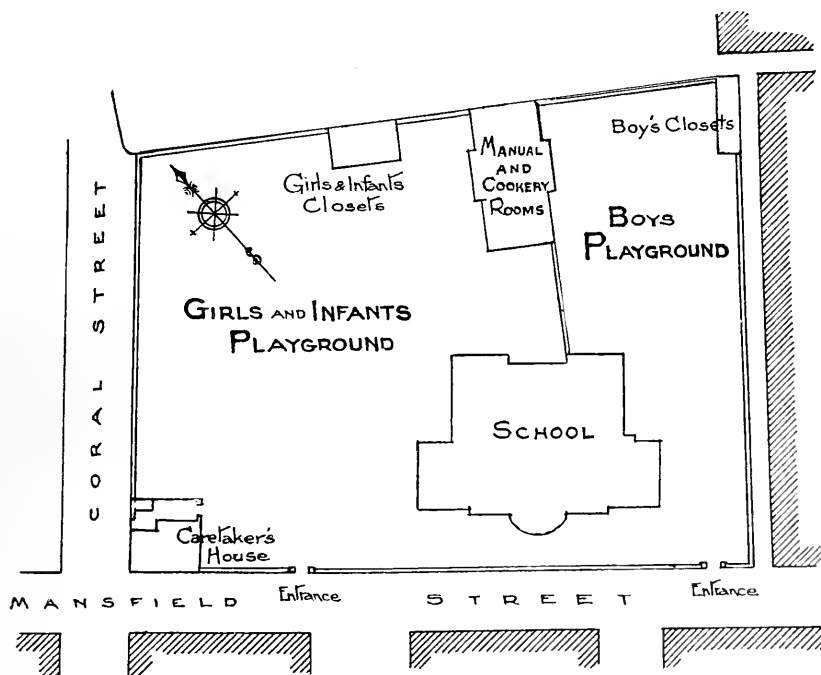 Boy's Closets
MANUAL
AND
COOKERY
ROOMS
Girls & Infants
Closets
BOYS
PLAYGROUND
GIRLS AND INFANTS
PLAYGROUND
CORAL STREET
SCHOOL
Caretaker's
House
Entrance
Entrance
MANSFIELD STREET